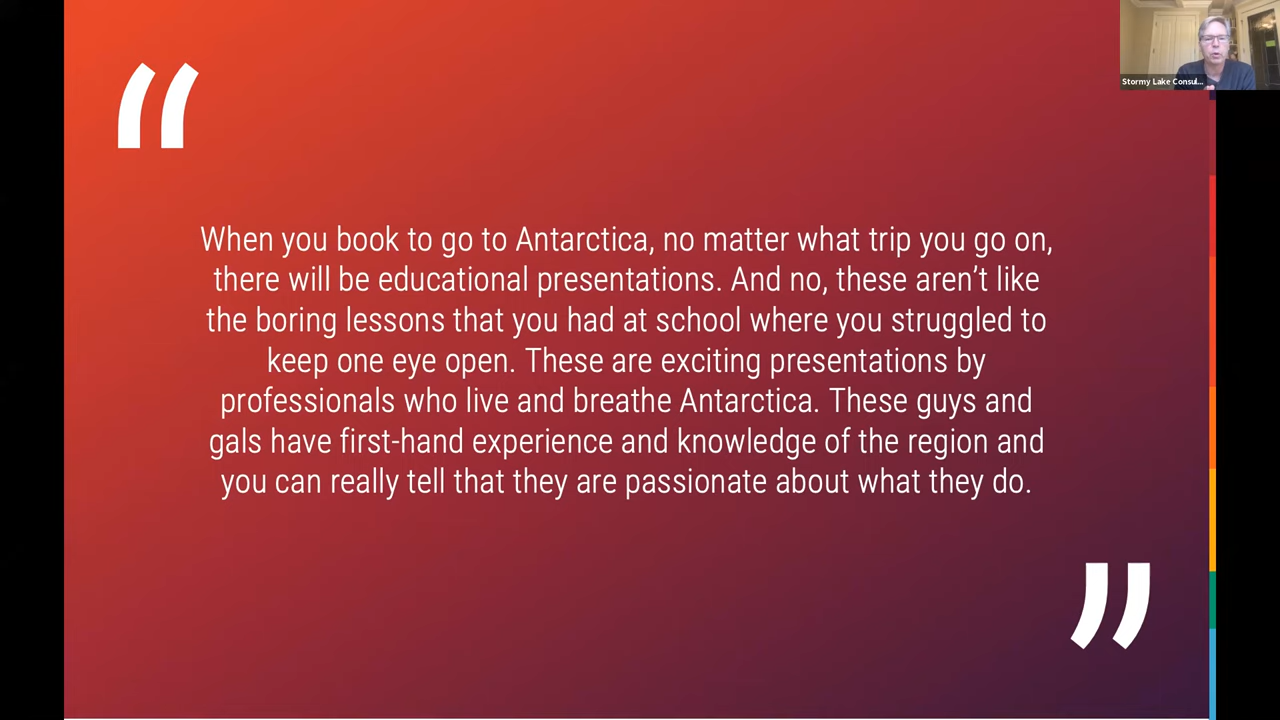 Stormy Lake Consul...
“
When you book to go to Antarctica, no matter what trip you go on,
there will be educational presentations. And no, these aren’t like
the boring lessons that you had at school where you struggled to
keep one eye open. These are exciting presentations by
professionals who live and breathe Antarctica. These guys and
gals have first-hand experience and knowledge of the region and
you can really tell that they are passionate about what they do.
”